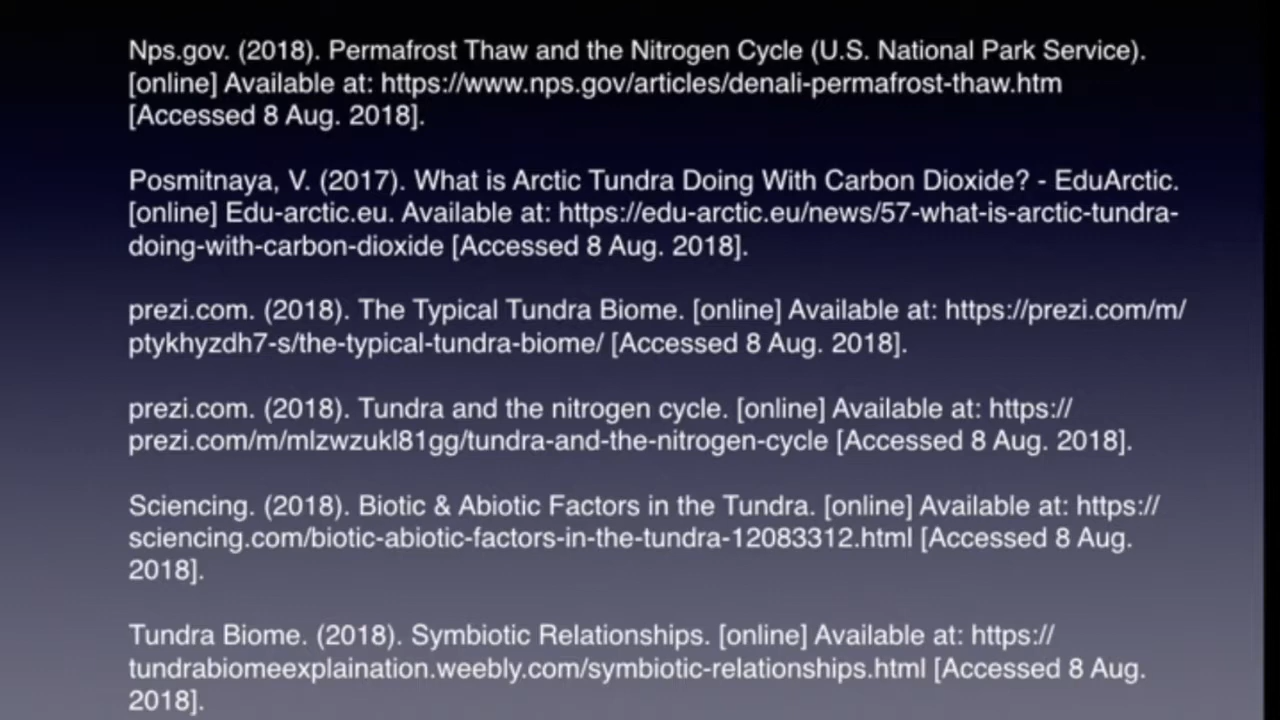 Nps.gov. (2018). Permafrost Thaw and the Nitrogen Cycle (U.S. National Park Service).
[online] Available at: https://www.nps.gov/articles/denali-permafrost-thaw.htm
[Accessed 8 Aug. 2018].
Posmitnaya, V. (2017). What is Arctic Tundra Doing With Carbon Dioxide? - EduArctic.
[online] Edu-arctic.eu. Available at: https://edu-arctic.eu/news/57-what-is-arctic-tundra-
doing-with-carbon-dioxide [Accessed 8 Aug. 2018].
prezi.com. (2018). The Typical Tundra Biome. [online] Available at: https://prezi.com/m/
ptykhyzdh7-s/the-typical-tundra-biome/ [Accessed 8 Aug. 2018].
prezi.com. (2018). Tundra and the nitrogen cycle. [online] Available at: https://
prezi.com/m/mlzwzukl81gg/tundra-and-the-nitrogen-cycle [Accessed 8 Aug. 2018].
Sciencing. (2018). Biotic & Abiotic Factors in the Tundra. [online] Available at: https://
sciencing.com/biotic-abiotic-factors-in-the-tundra-12083312.html [Accessed 8 Aug.
2018].
Tundra Biome. (2018). Symbiotic Relationships. [online] Available at: https://
tundrabiomeexplaination.weebly.com/symbiotic-relationships.html [Accessed 8 Aug.
2018].